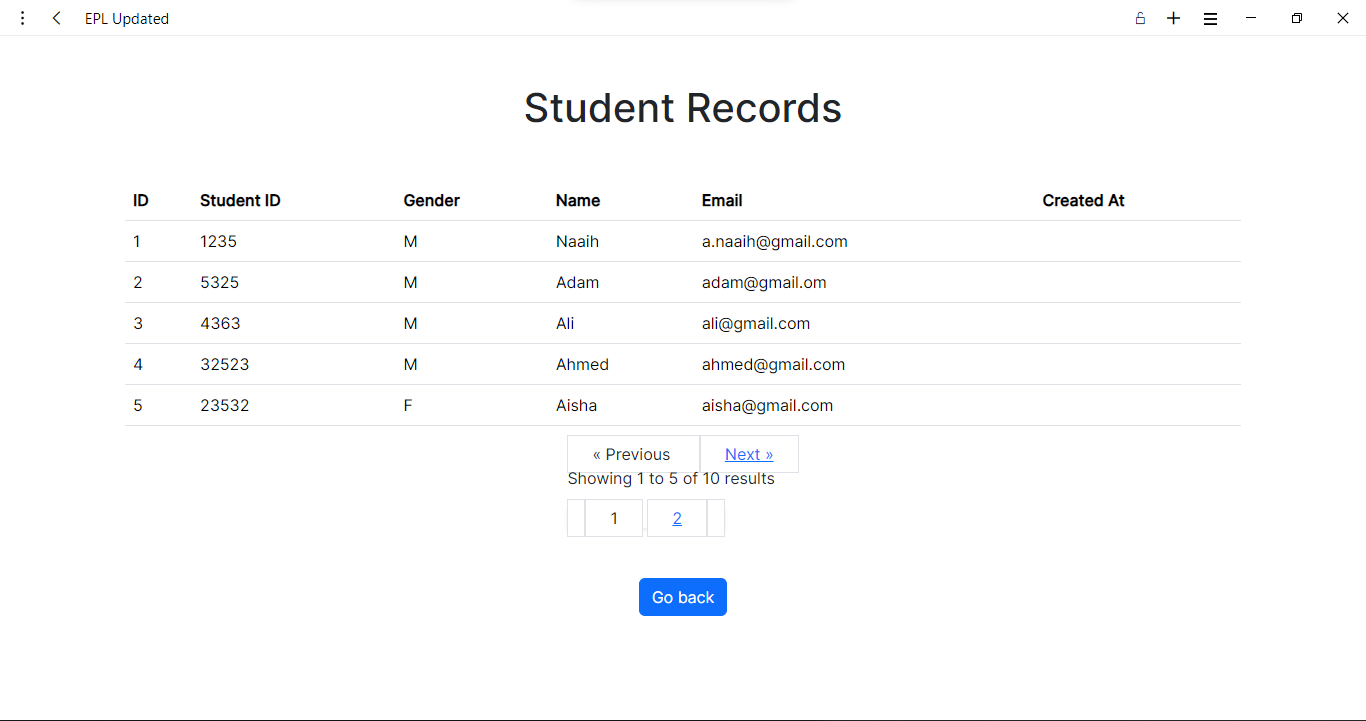 EPL Updated
Student Records
ID Student ID Gender Name Email Created At
1 1235 M Naaih a.naaih@gmail.com
2 5325 M Adam adam@gmail.om
3 4363 M Ali ali@gmail.com
4 32523 M Ahmed ahmed@gmail.com
5 23532 F Aisha aisha@gmail.com
« Previous Next »
Showing 1 to 5 of 10 results
1 2
Go back